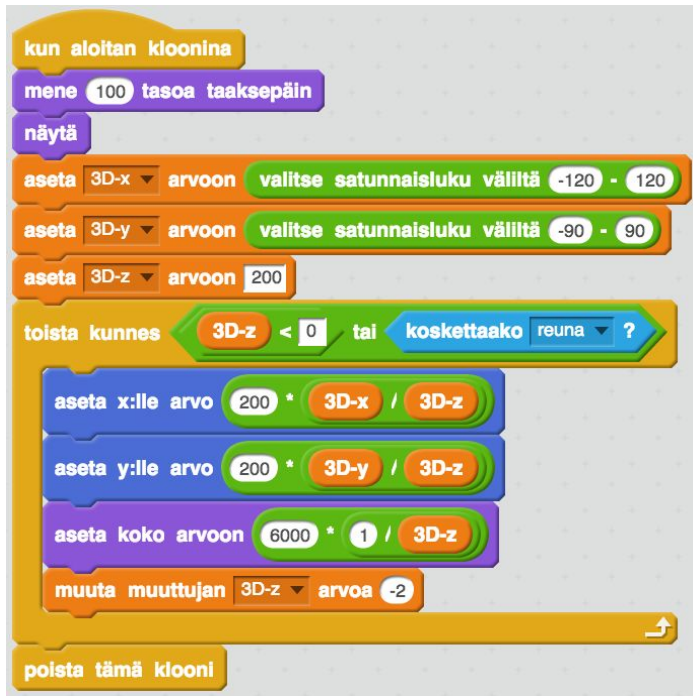 kun aloitan kloonina
mene 100 tasoa taaksepäin
näytä
aseta 3D-x arvoon valitse satunnaisluku väliltä -120 - 120
aseta 3D-y arvoon valitse satunnaisluku väliltä -90 - 90
aseta 3D-z arvoon 200
toista kunnes 3D-z < 0 tai koskettaako reuna ?
aseta x:lle arvo 200 * 3D-x / 3D-z
aseta y:lle arvo 200 * 3D-y / 3D-z
aseta koko arvoon 6000 * 1 / 3D-z
muuta muuttujan 3D-z arvoa -2
poista tämä klooni